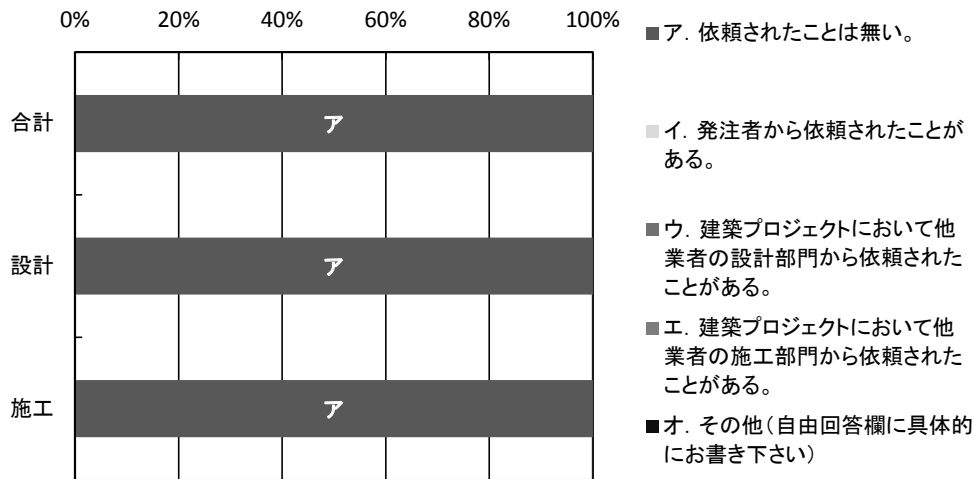 0% 20% 40% 60% 80% 100%
合計
ア
設計
ア
施工
ア
■ア. 依頼されたことは無い。
■イ. 発注者から依頼されたことが
ある。
■ウ. 建築プロジェクトにおいて他
業者の設計部門から依頼された
ことがある。
■エ. 建築プロジェクトにおいて他
業者の施工部門から依頼された
ことがある。
■オ. その他（自由回答欄に具体的
にお書き下さい）